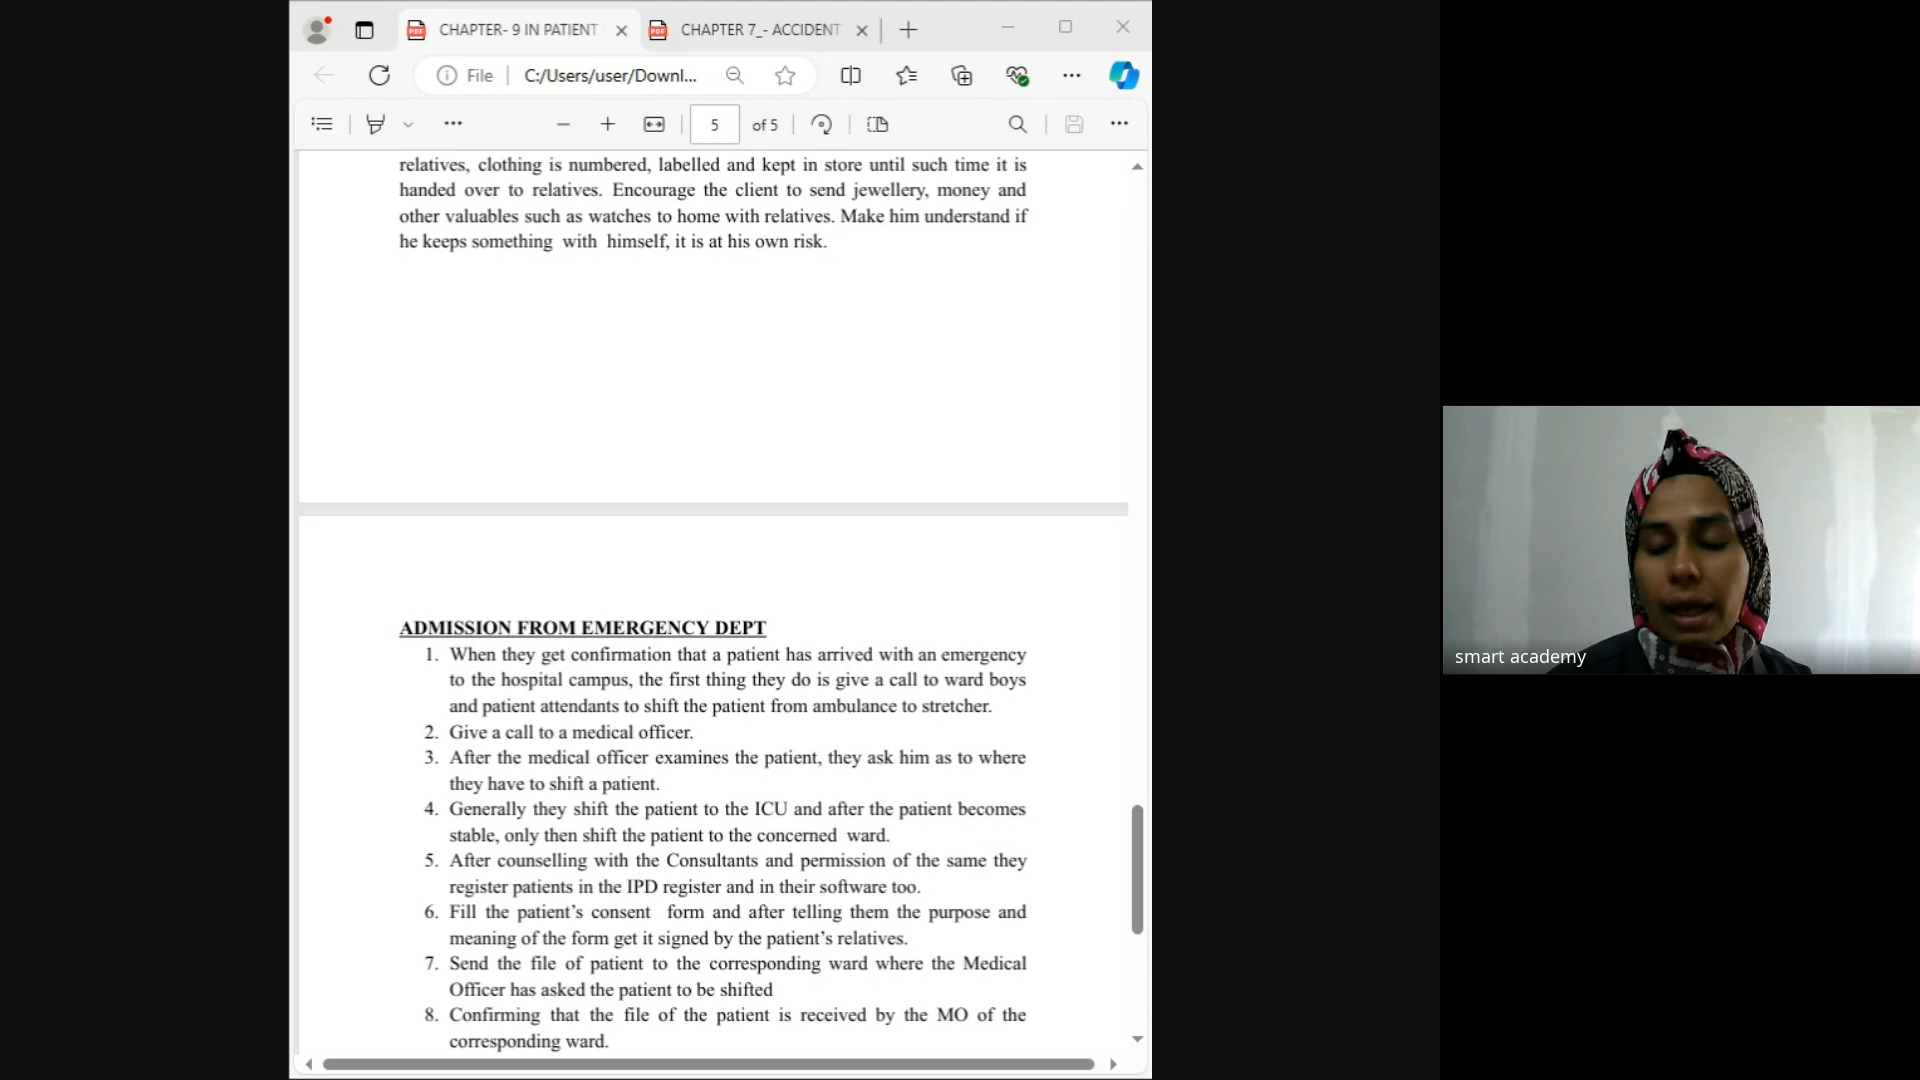 CHAPTER- 9 IN PATIENT
CHAPTER 7_- ACCIDENT
File
C:/Users/user/Downl...
5 of 5
relatives, clothing is numbered, labelled and kept in store until such time it is
handed over to relatives. Encourage the client to send jewellery, money and
other valuables such as watches to home with relatives. Make him understand if
he keeps something with himself, it is at his own risk.
ADMISSION FROM EMERGENCY DEPT
1. When they get confirmation that a patient has arrived with an emergency
to the hospital campus, the first thing they do is give a call to ward boys
and patient attendants to shift the patient from ambulance to stretcher.
2. Give a call to a medical officer.
3. After the medical officer examines the patient, they ask him as to where
they have to shift a patient.
4. Generally they shift the patient to the ICU and after the patient becomes
stable, only then shift the patient to the concerned ward.
5. After counselling with the Consultants and permission of the same they
register patients in the IPD register and in their software too.
6. Fill the patient’s consent form and after telling them the purpose and
meaning of the form get it signed by the patient’s relatives.
7. Send the file of patient to the corresponding ward where the Medical
Officer has asked the patient to be shifted
8. Confirming that the file of the patient is received by the MO of the
corresponding ward.
smart academy